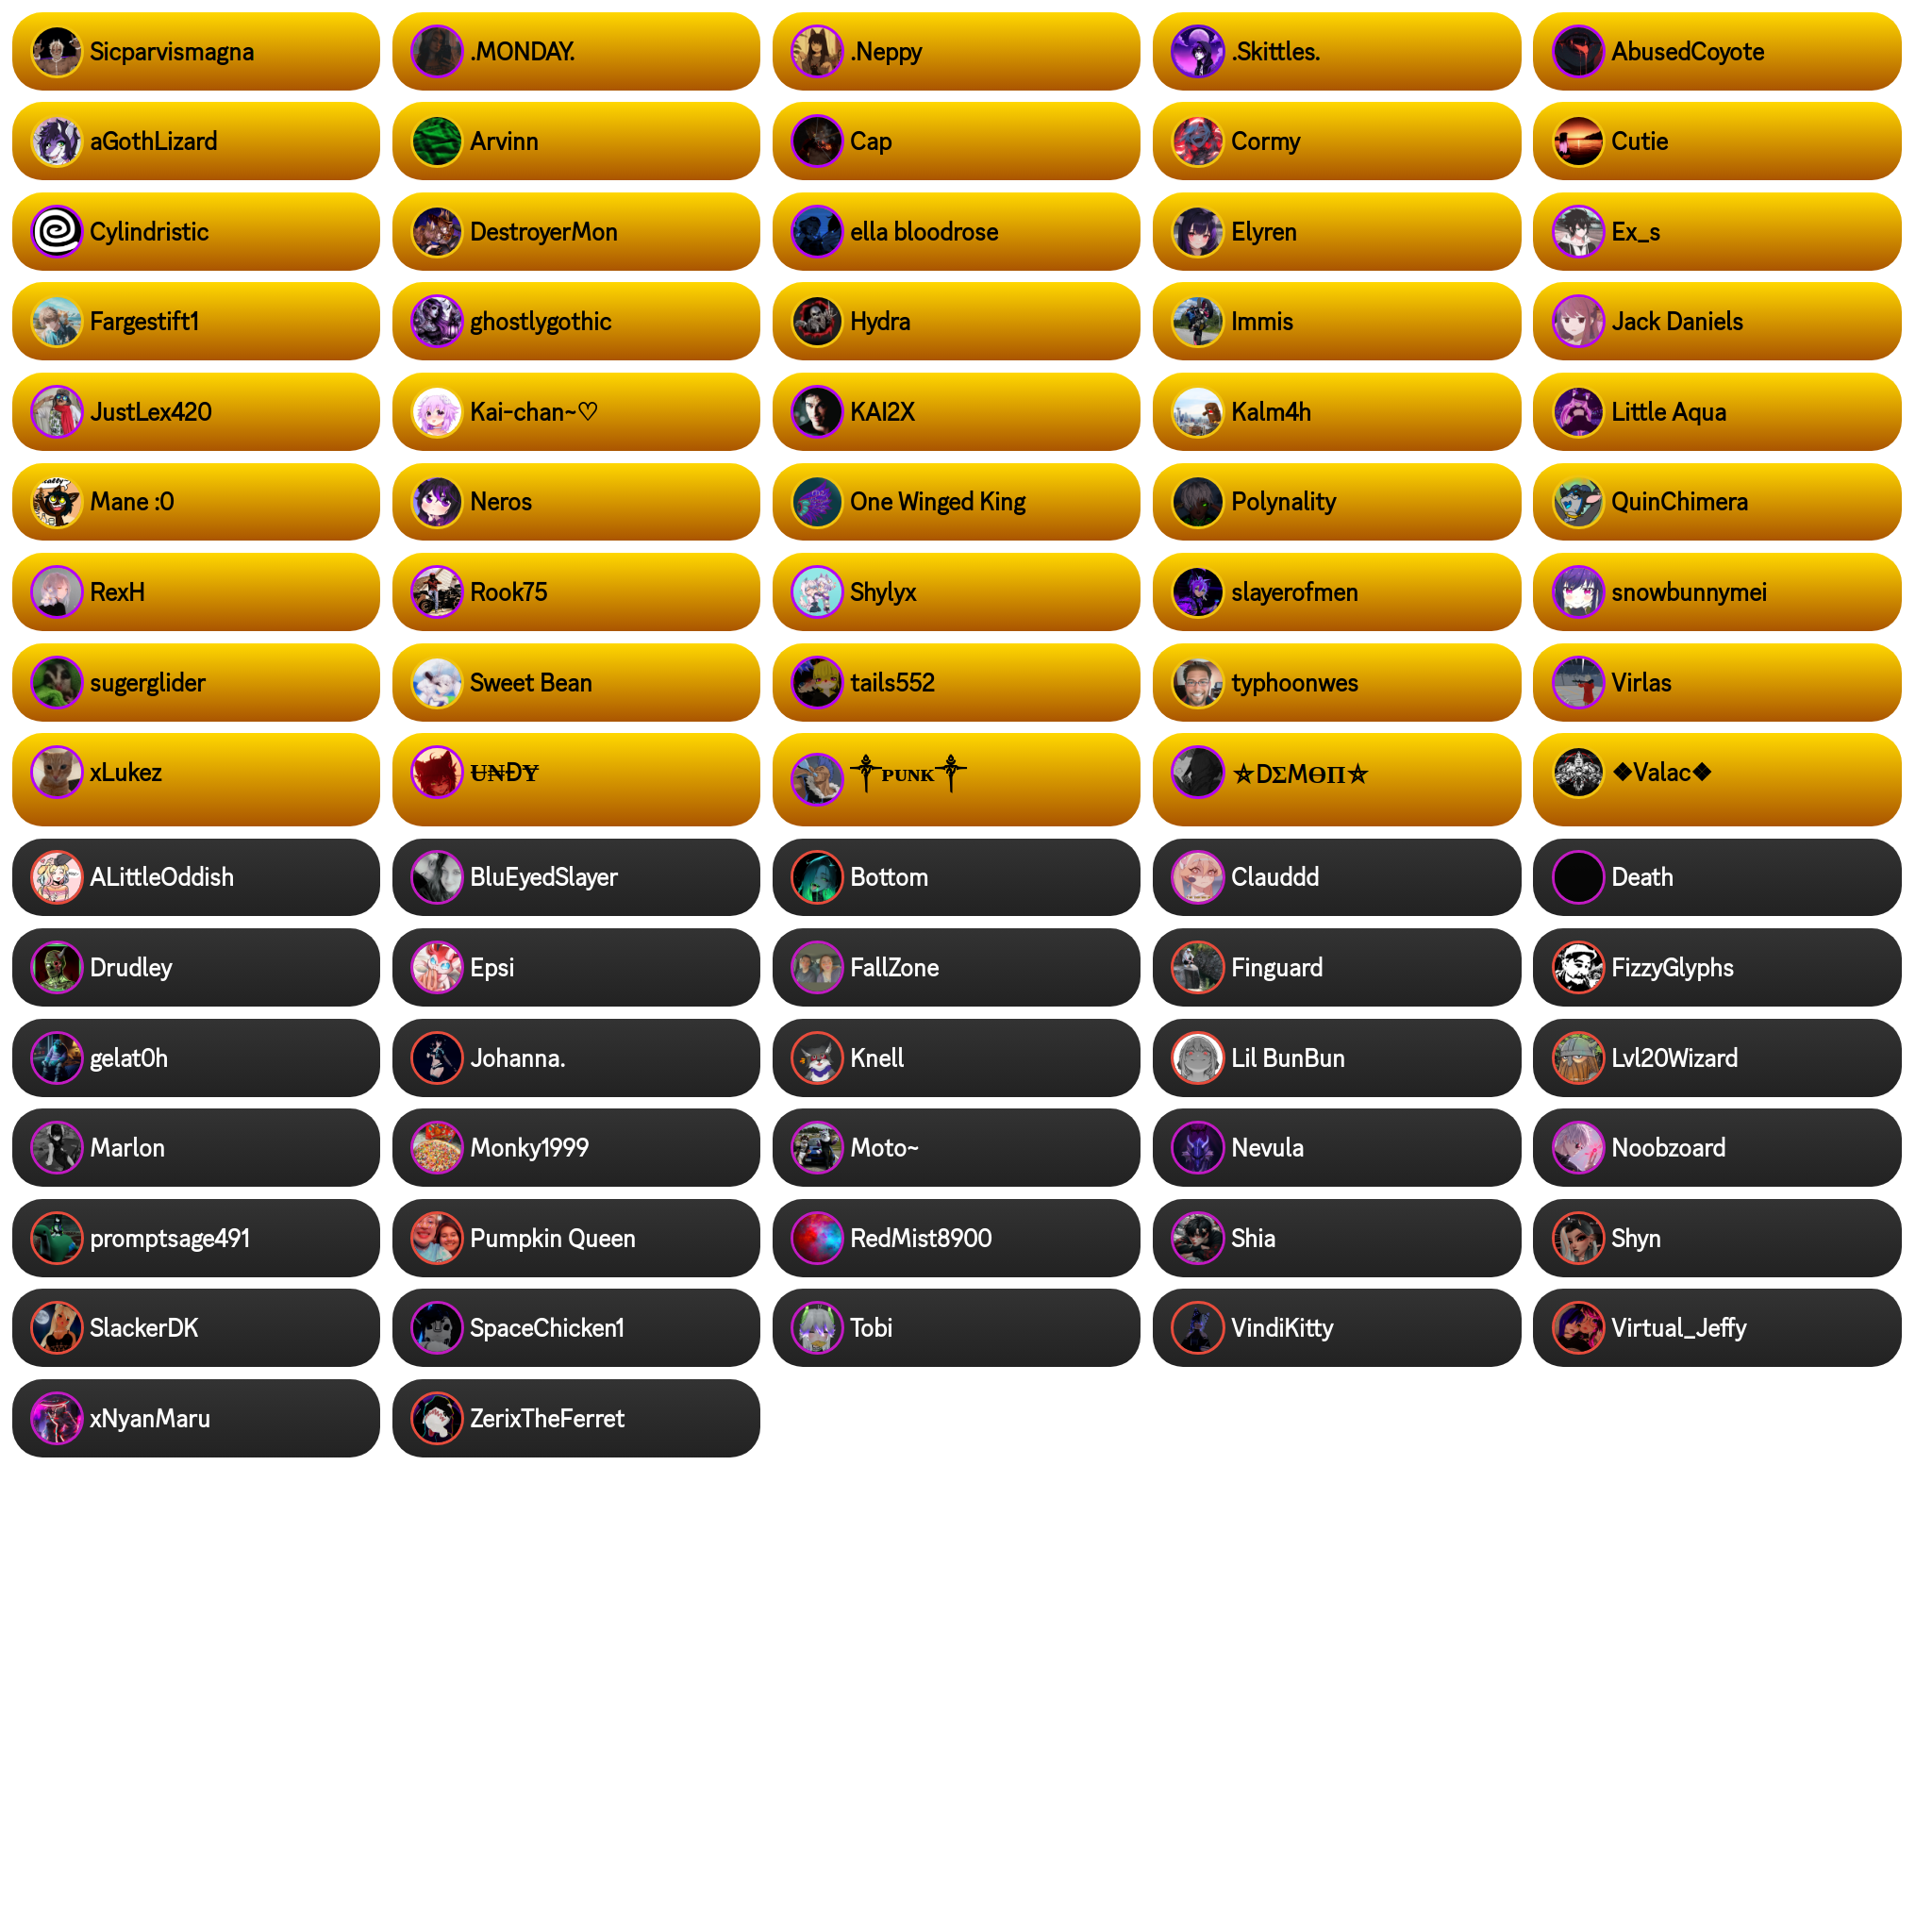 Sicparvismagna
.MONDAY.
.Neppy
.Skittles.
AbusedCoyote
aGothLizard
Arvinn
Cap
Cormy
Cutie
Cylindristic
DestroyerMon
ella bloodrose
Elyren
Ex_s
Fargestift1
ghostlygothic
Hydra
Immis
Jack Daniels
JustLex420
Kai-chan~♡
KAI2X
Kalm4h
Little Aqua
Mane :0
Neros
One Winged King
Polynality
QuinChimera
RexH
Rook75
Shylyx
slayerofmen
snowbunnymei
sugerglider
Sweet Bean
tails552
typhoonwes
Virlas
xLukez
Ʉ₦ĐɎ
༒ᴘᴜɴᴋ༒
⛤DΣMӨП⛤
❖Valac❖
ALittleOddish
BluEyedSlayer
Bottom
Clauddd
Death
Drudley
Epsi
FallZone
Finguard
FizzyGlyphs
gelat0h
Johanna.
Knell
Lil BunBun
Lvl20Wizard
Marlon
Monky1999
Moto~
Nevula
Noobzoard
promptsage491
Pumpkin Queen
RedMist8900
Shia
Shyn
SlackerDK
SpaceChicken1
Tobi
VindiKitty
Virtual_Jeffy
xNyanMaru
ZerixTheFerret